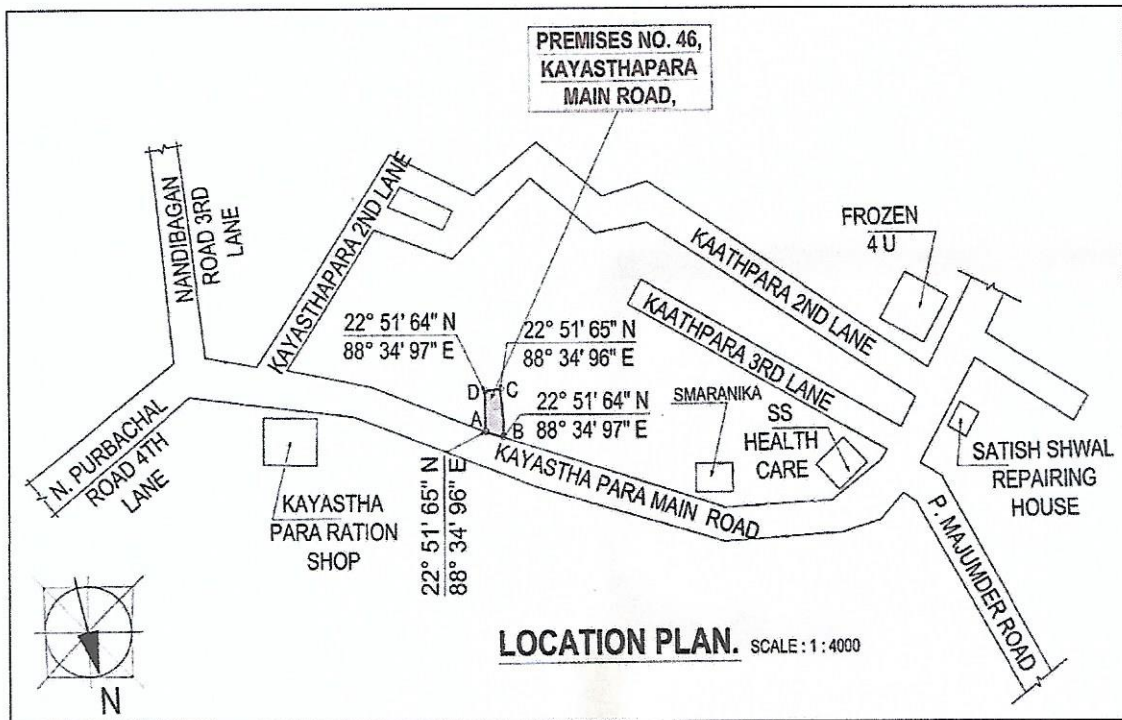 PREMISES NO. 46,
KAYASTHAPARA
MAIN ROAD,
NANDIBAGAN
ROAD 3RD
LANE
KAYASTHAPARA 2ND LANE
FROZEN
4 U
KAATHPARA 2ND LANE
KAATHPARA 3RD LANE
22° 51' 64" N
88° 34' 97" E
22° 51' 65" N
88° 34' 96" E
D
C
A
B
22° 51' 64" N
88° 34' 97" E
22° 51' 65" N
88° 34' 96" E
SMARANIKA
SS
HEALTH
CARE
SATISH SHWAL
REPAIRING
HOUSE
N. PURBACHAL
ROAD 4TH
LANE
KAYASTHA
PARA RATION
SHOP
KAYASTHA PARA MAIN ROAD
P. MAJUMDER ROAD
LOCATION PLAN. SCALE : 1 : 4000
N